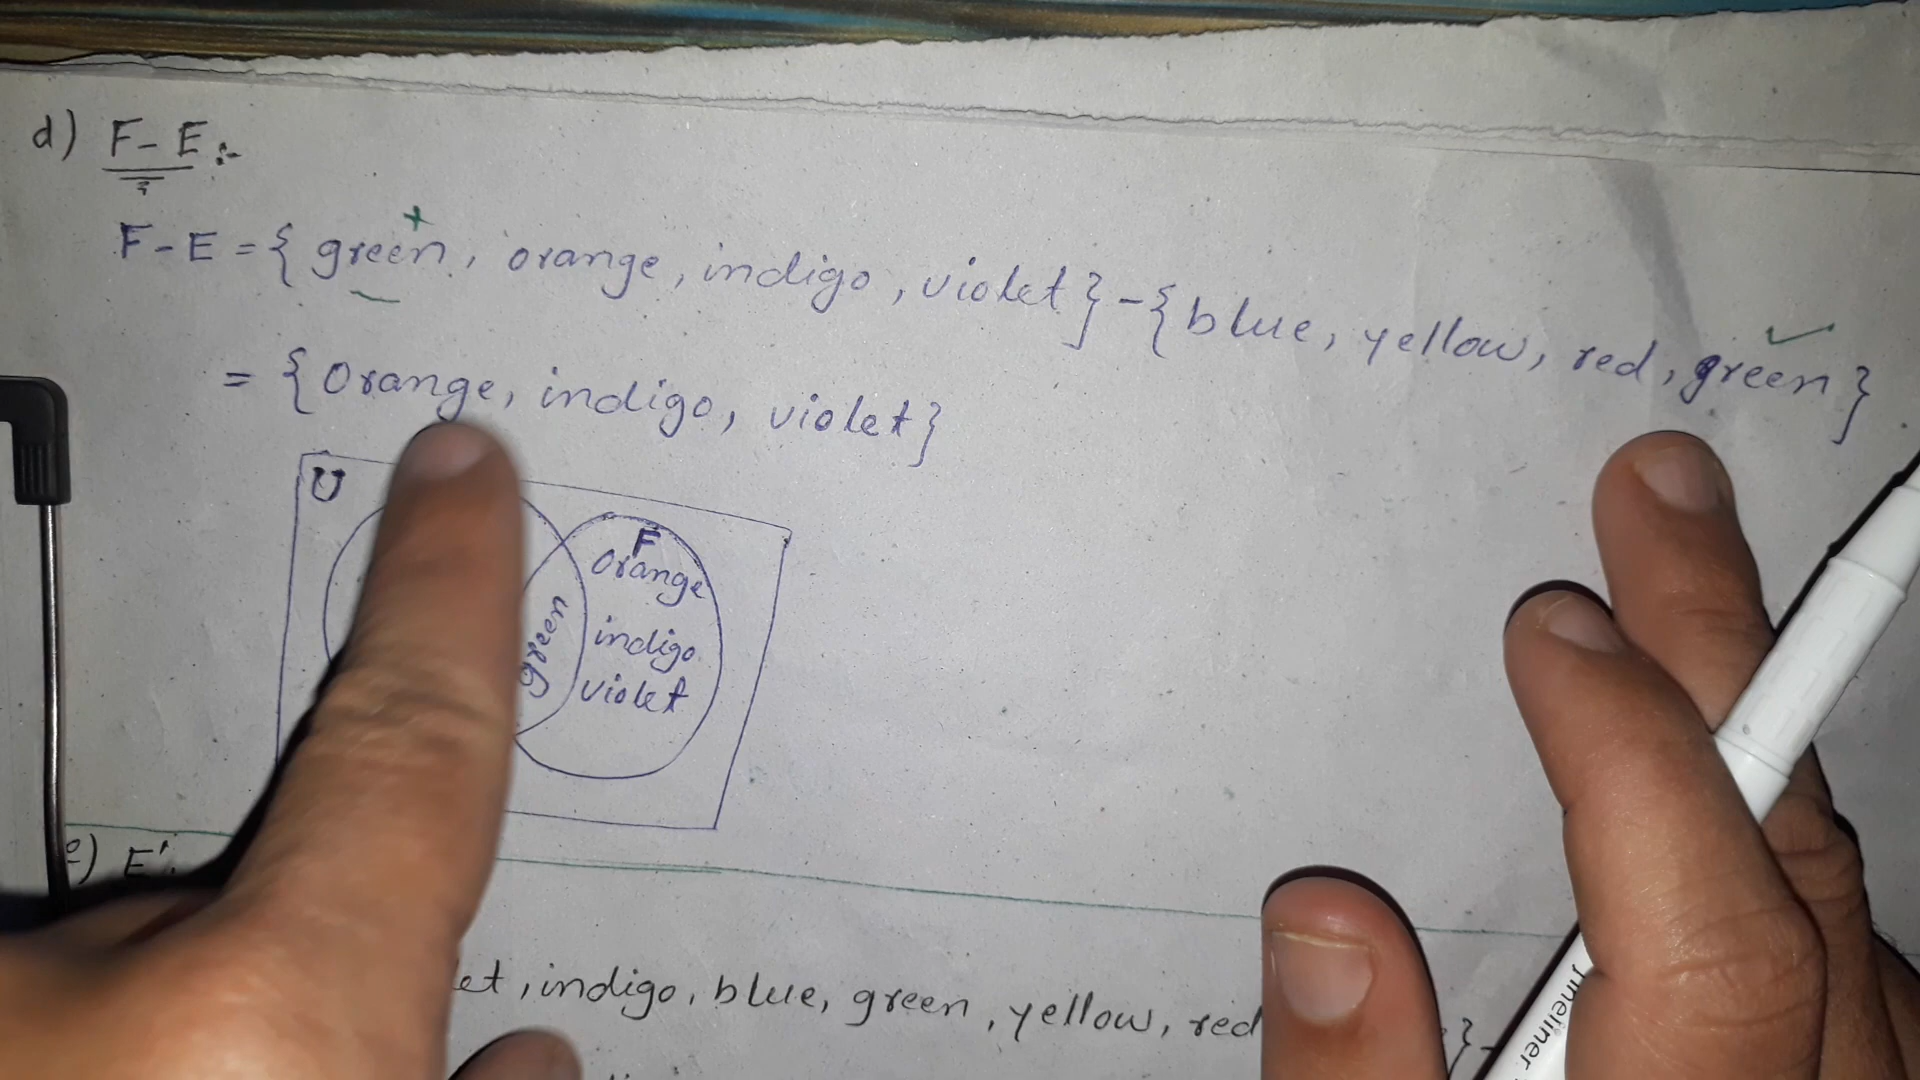 d) F-E:-
F-E = { green, orange, indigo, violet} - {blue, yellow, red, green}
= { Orange, indigo, violet}
U
F
orange
green
indigo
violet
e) E':
et, indigo, blue, green, yellow, red }-
fineliner